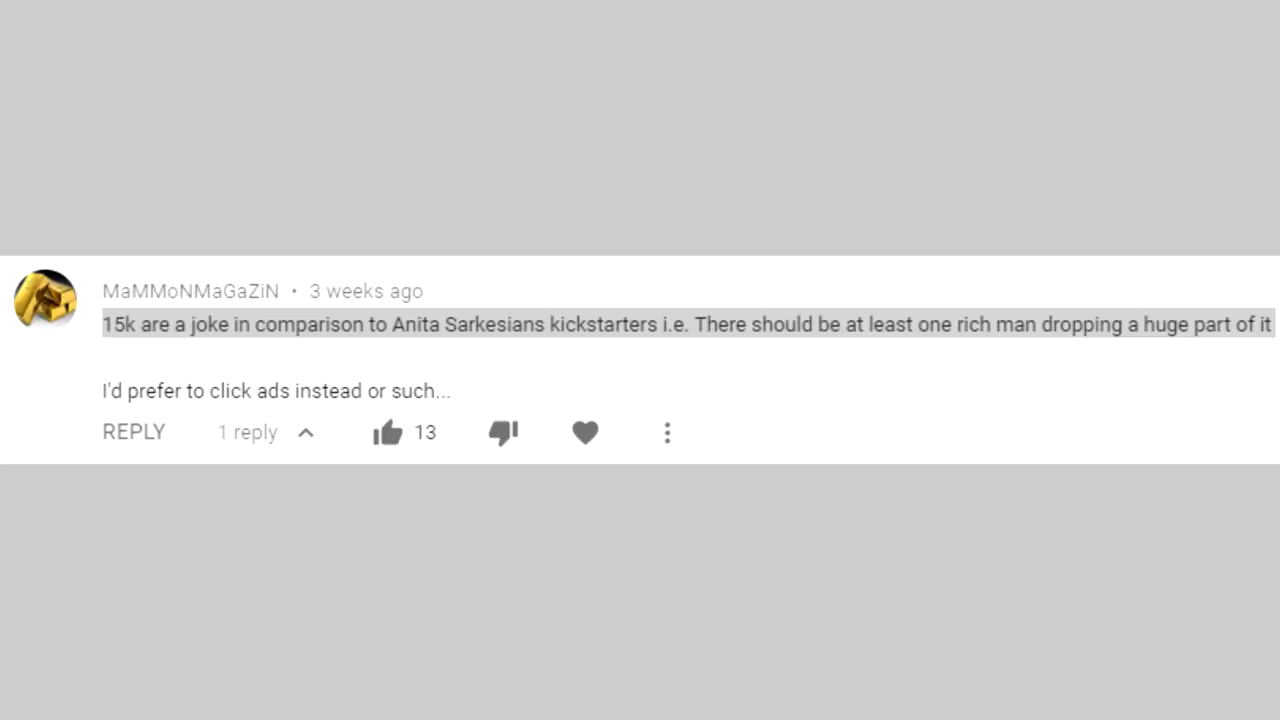 MaMMoNMaGaZiN • 3 weeks ago
15k are a joke in comparison to Anita Sarkesians kickstarters i.e. There should be at least one rich man dropping a huge part of it
I'd prefer to click ads instead or such...
REPLY 1 reply 13